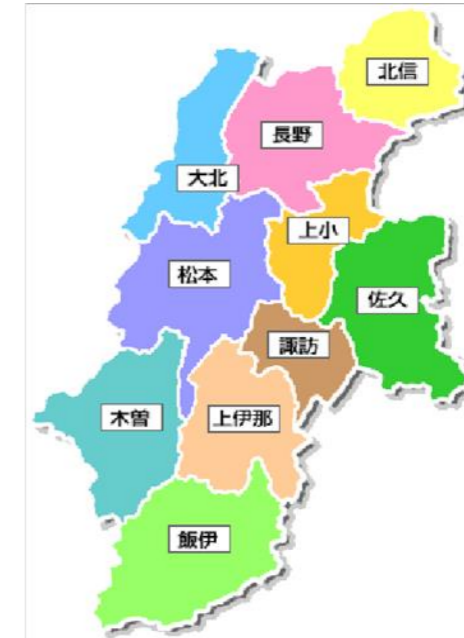 北信
長野
大北
上小
松本
佐久
諏訪
木曽
上伊那
飯伊